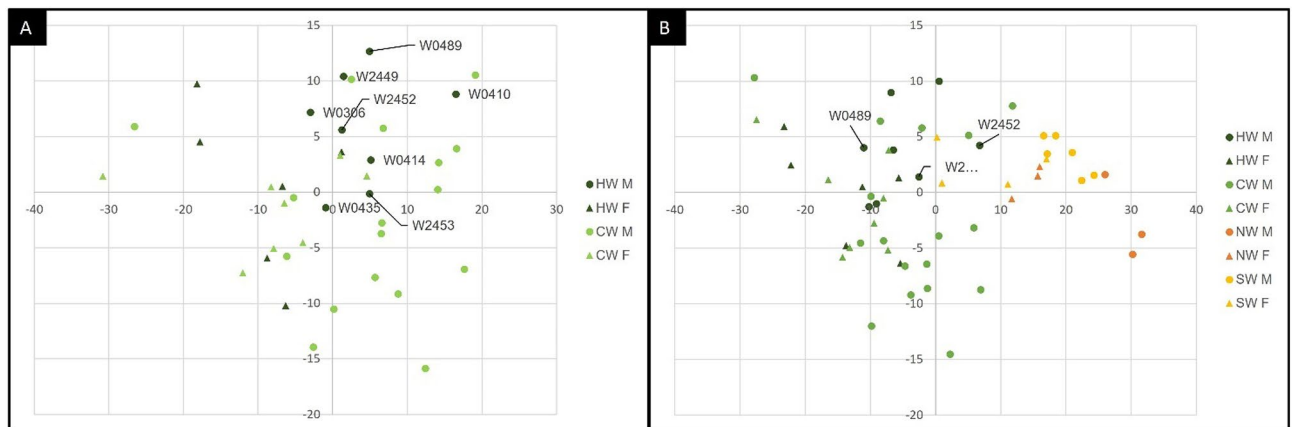 A
15
W0489
10
W2449
W0410
W2452
W0306
5
W0414
0
-40 -30 -20 -10 0 10 20 30
W0435
W2453
-5
-10
-15
-20
HW M
HW F
CW M
CW F
B
15
10
W0489
W2452
5
W2...
0
-40 -30 -20 -10 0 10 20 30 40
-5
-10
-15
-20
HW M
HW F
CW M
CW F
NW M
NW F
SW M
SW F